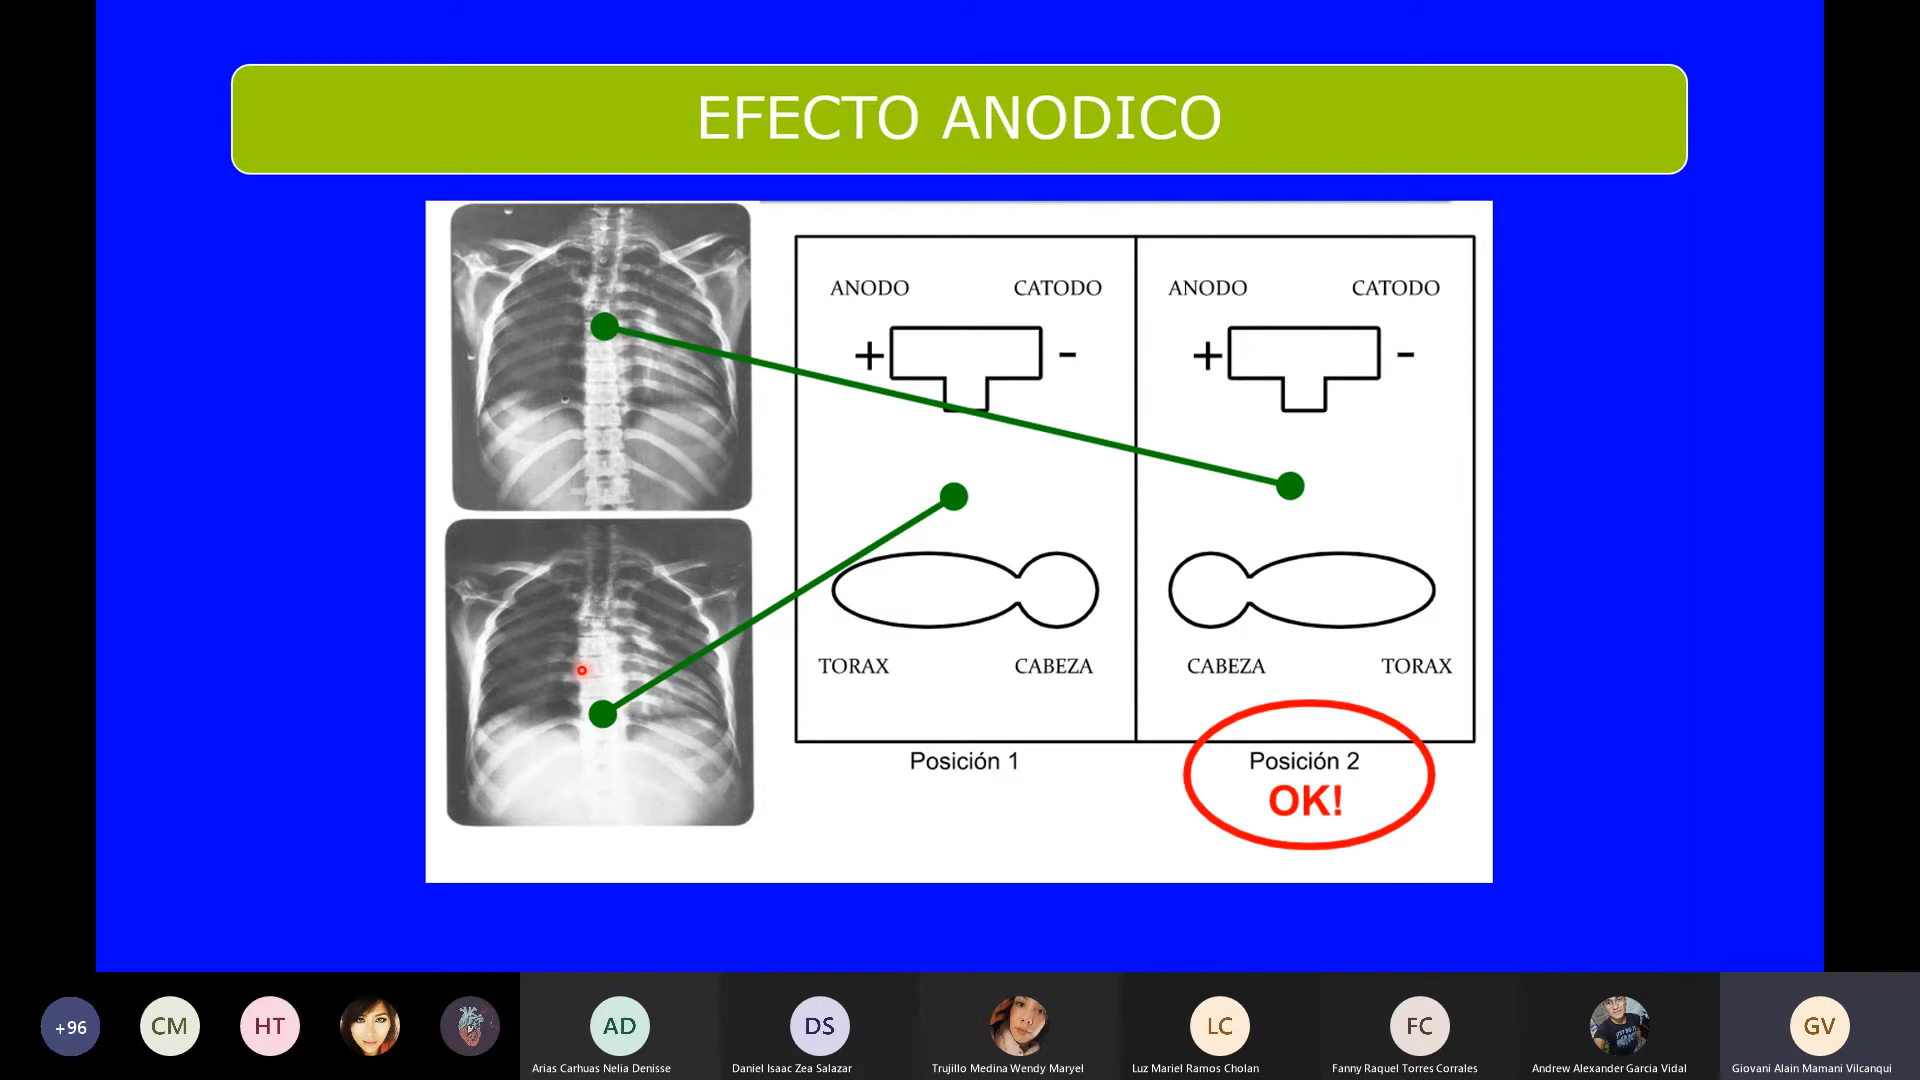 EFECTO ANODICO
ANODO CATODO
+ -
TORAX CABEZA
Posición 1
ANODO CATODO
+ -
CABEZA TORAX
Posición 2
OK!
+96
CM
HT
AD
Arias Carhuas Nelia Denisse
DS
Daniel Isaac Zea Salazar
Trujillo Medina Wendy Maryel
LC
Luz Mariel Ramos Cholan
FC
Fanny Raquel Torres Corrales
Andrew Alexander Garcia Vidal
GV
Giovani Alain Mamani Vilcanqui